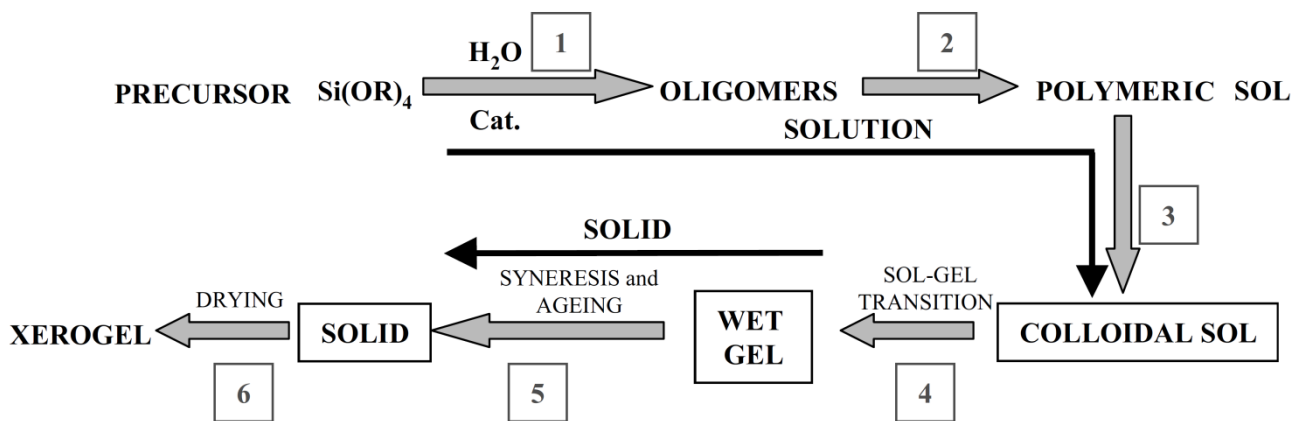 H₂O
1
2
PRECURSOR Si(OR)₄
OLIGOMERS
POLYMERIC SOL
Cat.
SOLUTION
3
SOLID
SYNERESIS and
AGEING
SOL-GEL
TRANSITION
DRYING
XEROGEL
SOLID
WET
GEL
COLLOIDAL SOL
6
5
4